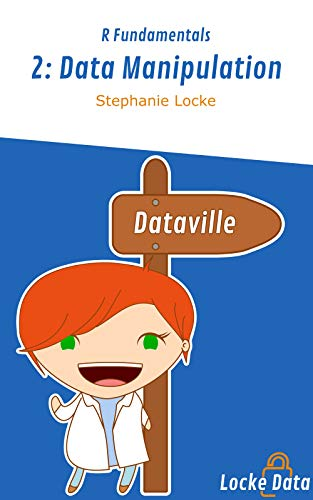 R Fundamentals
2: Data Manipulation
Stephanie Locke
Dataville
Locke Data